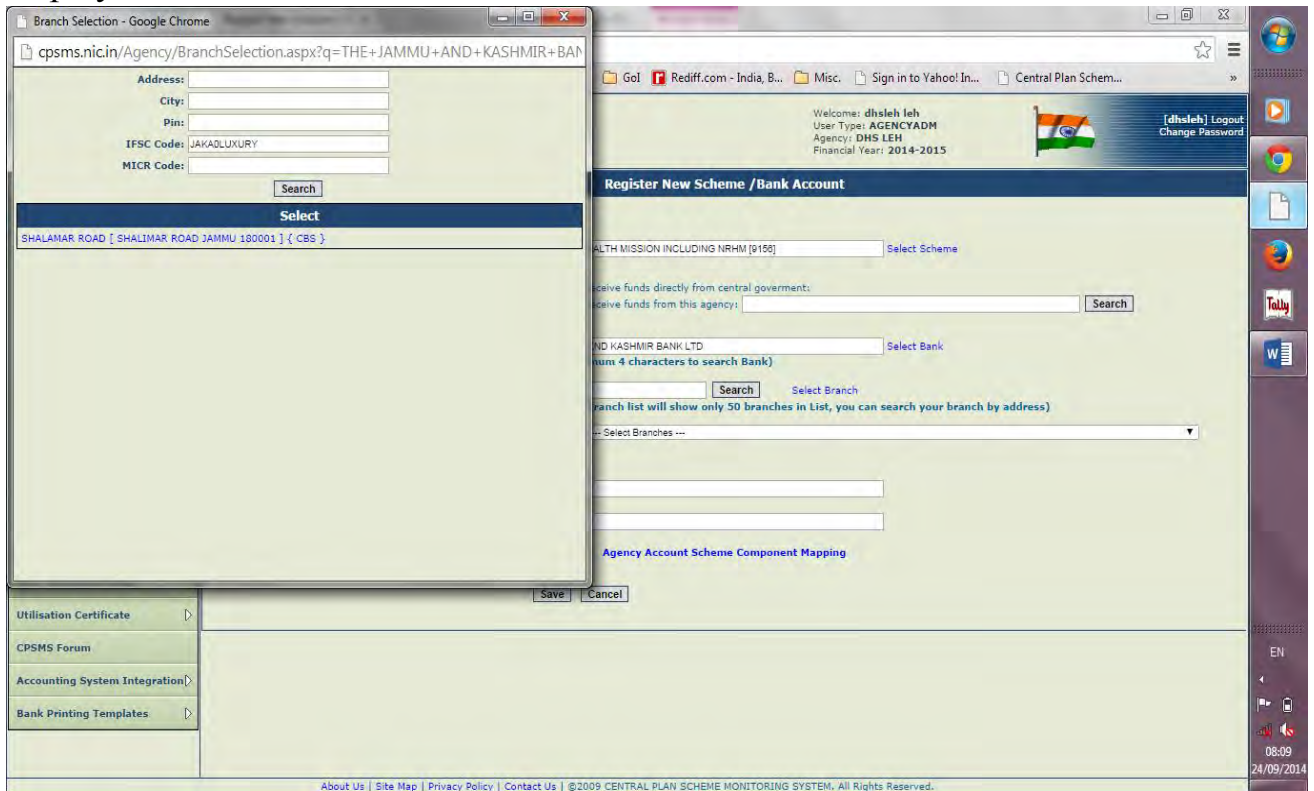 Branch Selection - Google Chrome
cpsms.nic.in/Agency/BranchSelection.aspx?q=THE+JAMMU+AND+KASHMIR+BAN
Address:
City:
Pin:
IFSC Code: JAKA0LUXURY
MICR Code:
Search
Select
SHALAMAR ROAD [ SHALIMAR ROAD JAMMU 180001 ] { CBS }
GoI Rediff.com - India, B... Misc. Sign in to Yahoo! In... Central Plan Schem... »
Welcome: dhsleh leh
User Type: AGENCYADM
Agency: DHS LEH
Financial Year: 2014-2015
[dhsleh] Logout
Change Password
Register New Scheme /Bank Account
ALTH MISSION INCLUDING NRHM [9156] Select Scheme
eceive funds directly from central goverment:
eceive funds from this agency: Search
ND KASHMIR BANK LTD Select Bank
num 4 characters to search Bank)
Search Select Branch
ranch list will show only 50 branches in List, you can search your branch by address)
-- Select Branches ---
Agency Account Scheme Component Mapping
Save Cancel
Utilisation Certificate
CPSMS Forum
Accounting System Integration
Bank Printing Templates
About Us | Site Map | Privacy Policy | Contact Us | ©2009 CENTRAL PLAN SCHEME MONITORING SYSTEM. All Rights Reserved.
Tally
W
EN
08:09
24/09/2014